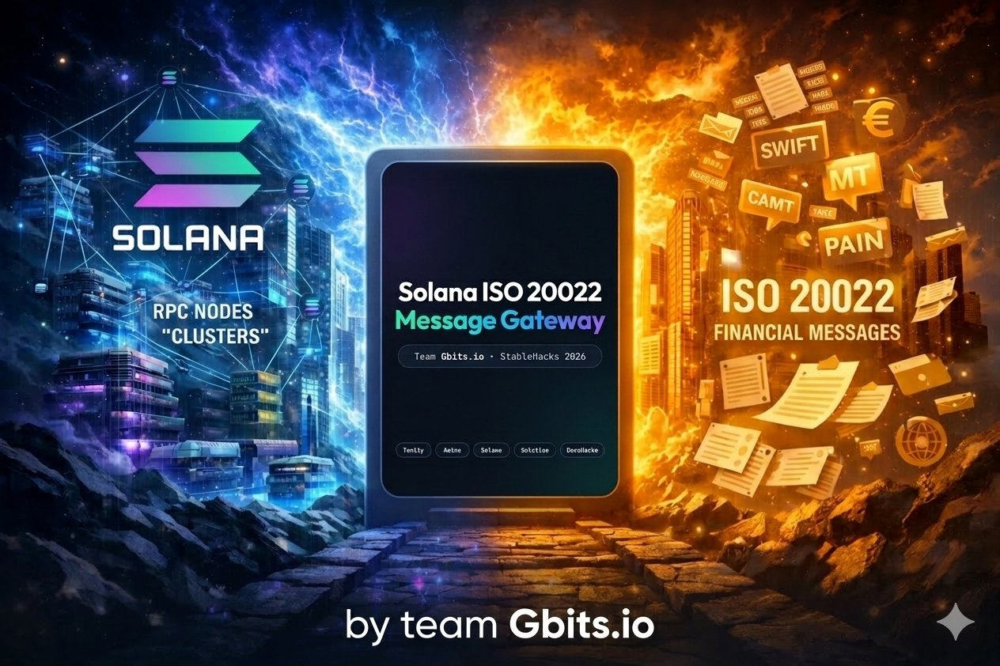 SOLANA
RPC NODES
"CLUSTERS"
Solana ISO 20022
Message Gateway
Team Gbits.io • StableHacks 2026
Tenlty
Aetne
Solawe
Solctloe
Dorollacke
SWIFT
MT
CAMT
PAIN
€
ISO 20022
FINANCIAL MESSAGES
by team Gbits.io